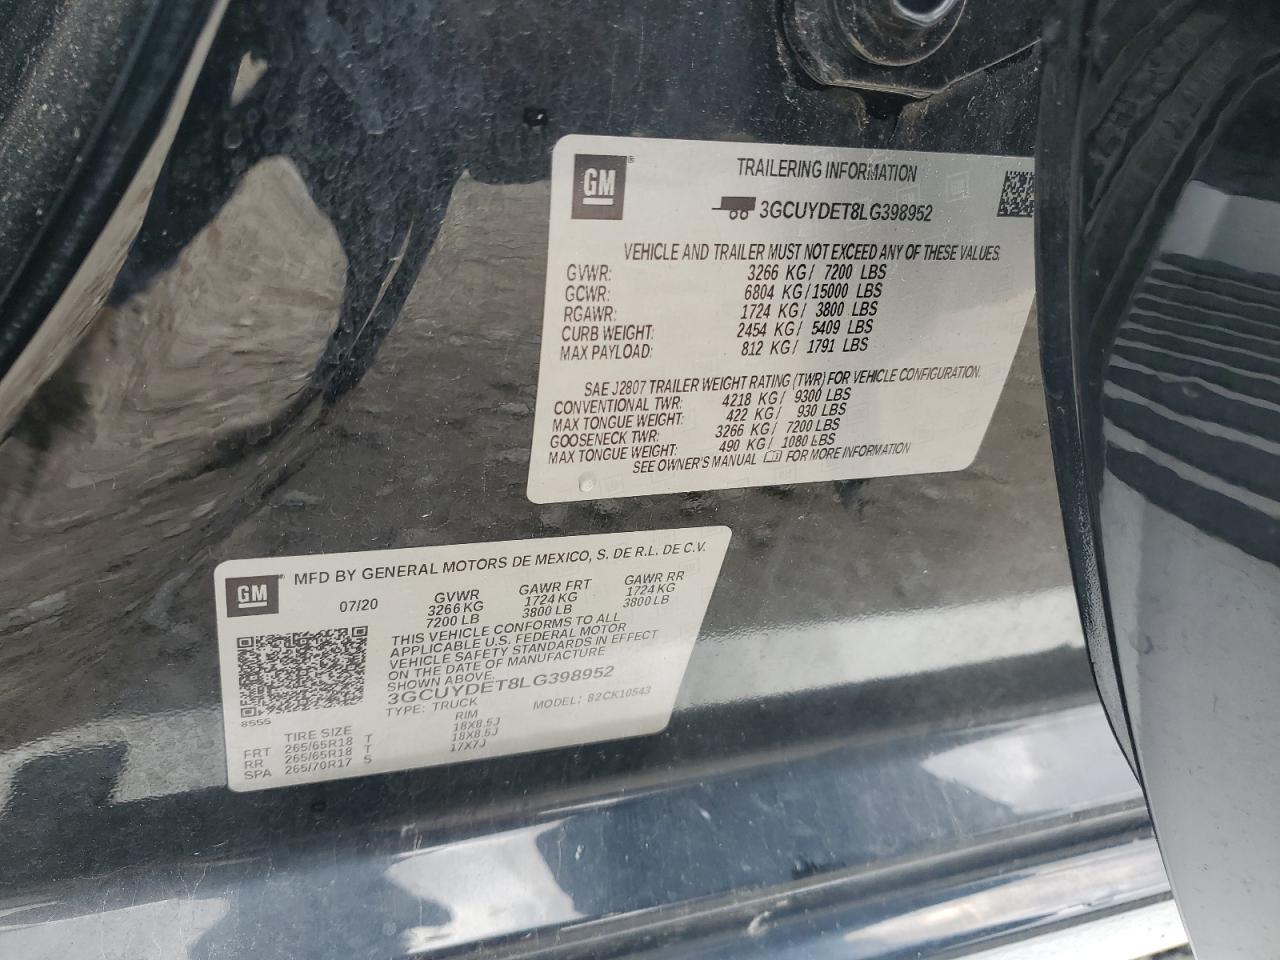 GM ® TRAILERING INFORMATION
3GCUYDET8LG398952
VEHICLE AND TRAILER MUST NOT EXCEED ANY OF THESE VALUES.
GVWR: 3266 KG/ 7200 LBS
GCWR: 6804 KG/15000 LBS
RGAWR: 1724 KG/ 3800 LBS
CURB WEIGHT: 2454 KG/ 5409 LBS
MAX PAYLOAD: 812 KG/ 1791 LBS
SAE J2807 TRAILER WEIGHT RATING (TWR) FOR VEHICLE CONFIGURATION.
CONVENTIONAL TWR: 4218 KG/ 9300 LBS
MAX TONGUE WEIGHT: 422 KG/ 930 LBS
GOOSENECK TWR: 3266 KG/ 7200 LBS
MAX TONGUE WEIGHT: 490 KG/ 1080 LBS
SEE OWNER'S MANUAL FOR MORE INFORMATION
GM ® MFD BY GENERAL MOTORS DE MEXICO, S. DE R.L. DE C.V.
07/20 GVWR GAWR FRT GAWR RR
3266 KG 1724 KG 1724 KG
7200 LB 3800 LB 3800 LB
THIS VEHICLE CONFORMS TO ALL
APPLICABLE U.S. FEDERAL MOTOR
VEHICLE SAFETY STANDARDS IN EFFECT
ON THE DATE OF MANUFACTURE
SHOWN ABOVE.
3GCUYDET8LG398952
TYPE: TRUCK MODEL: 82CK10543
8555
TIRE SIZE RIM
FRT 265/65R18 T 18X8.5J
RR 265/65R18 T 18X8.5J
SPA 265/70R17 S 17X7J